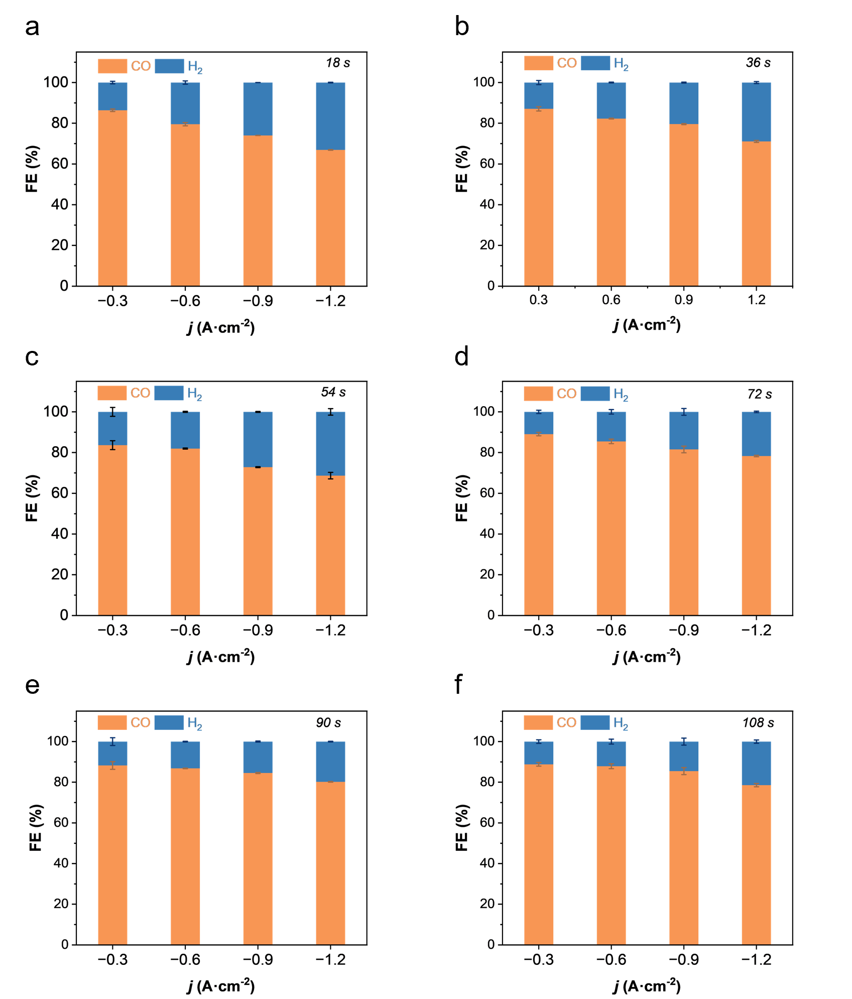 a
CO H2 18 s
100
80
60
40
20
0
FE (%)
−0.3 −0.6 −0.9 −1.2
j (A·cm-2)
b
CO H2 36 s
100
80
60
40
20
0
FE (%)
0.3 0.6 0.9 1.2
j (A·cm-2)
c
CO H2 54 s
100
80
60
40
20
0
FE (%)
−0.3 −0.6 −0.9 −1.2
j (A·cm-2)
d
CO H2 72 s
100
80
60
40
20
0
FE (%)
−0.3 −0.6 −0.9 −1.2
j (A·cm-2)
e
CO H2 90 s
100
80
60
40
20
0
FE (%)
−0.3 −0.6 −0.9 −1.2
j (A·cm-2)
f
CO H2 108 s
100
80
60
40
20
0
FE (%)
−0.3 −0.6 −0.9 −1.2
j (A·cm-2)